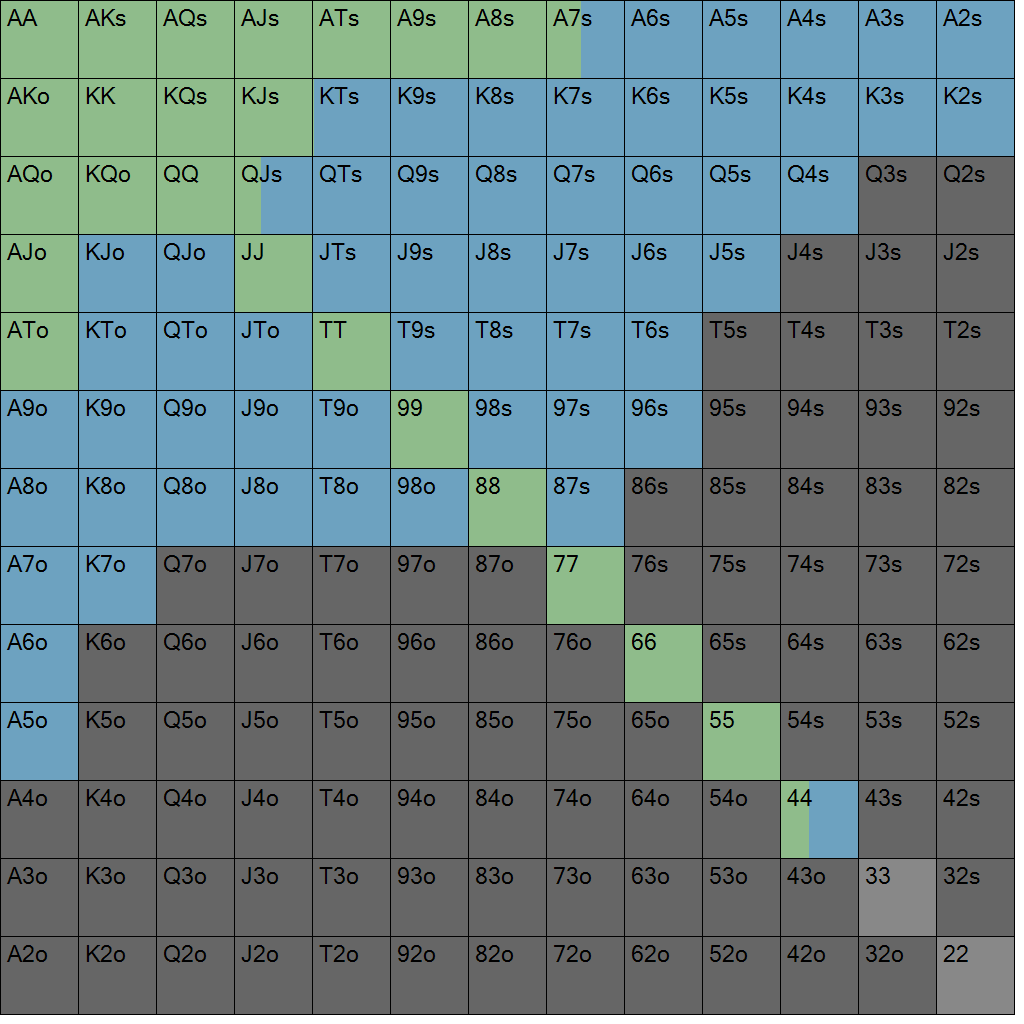 AA AKs AQs AJs ATs A9s A8s A7s A6s A5s A4s A3s A2s
AKo KK KQs KJs KTs K9s K8s K7s K6s K5s K4s K3s K2s
AQo KQo QQ QJs QTs Q9s Q8s Q7s Q6s Q5s Q4s Q3s Q2s
AJo KJo QJo JJ JTs J9s J8s J7s J6s J5s J4s J3s J2s
ATo KTo QTo JTo TT T9s T8s T7s T6s T5s T4s T3s T2s
A9o K9o Q9o J9o T9o 99 98s 97s 96s 95s 94s 93s 92s
A8o K8o Q8o J8o T8o 98o 88 87s 86s 85s 84s 83s 82s
A7o K7o Q7o J7o T7o 97o 87o 77 76s 75s 74s 73s 72s
A6o K6o Q6o J6o T6o 96o 86o 76o 66 65s 64s 63s 62s
A5o K5o Q5o J5o T5o 95o 85o 75o 65o 55 54s 53s 52s
A4o K4o Q4o J4o T4o 94o 84o 74o 64o 54o 44 43s 42s
A3o K3o Q3o J3o T3o 93o 83o 73o 63o 53o 43o 33 32s
A2o K2o Q2o J2o T2o 92o 82o 72o 62o 52o 42o 32o 22